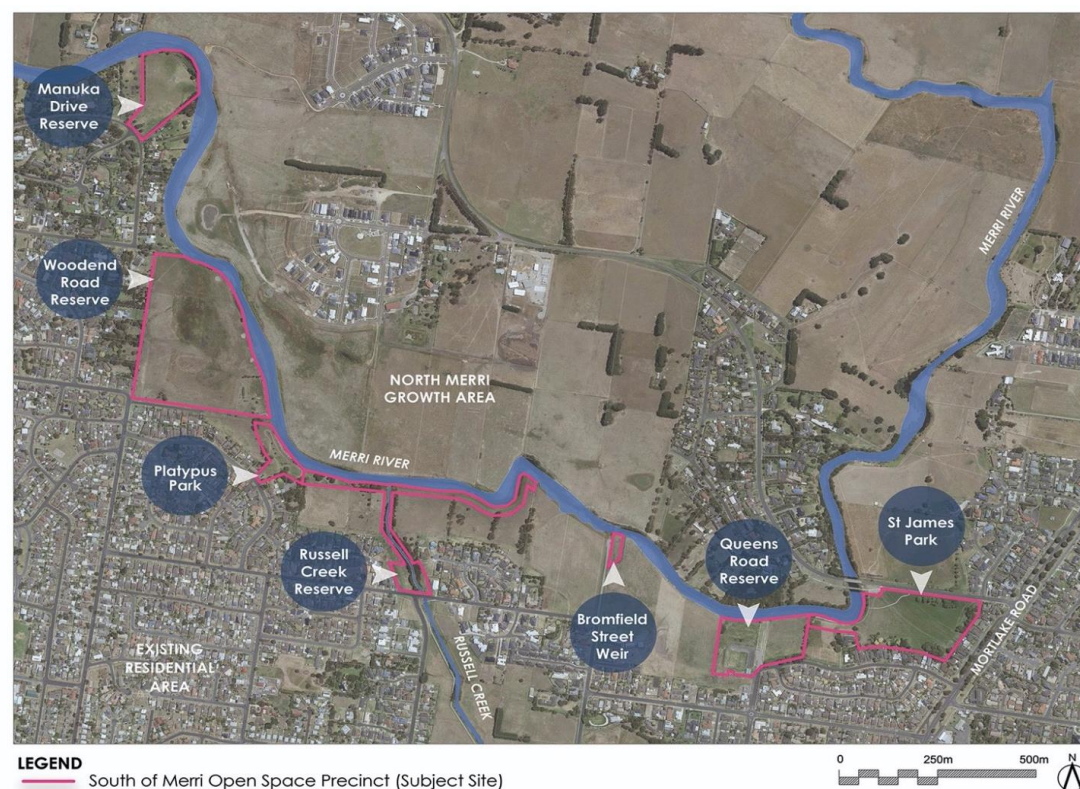 Manuka
Drive
Reserve
Woodend
Road
Reserve
MERRI RIVER
NORTH MERRI
GROWTH AREA
MERRI RIVER
Platypus
Park
Russell
Creek
Reserve
Queens
Road
Reserve
St James
Park
Bromfield
Street
Weir
MORTLAKE ROAD
EXISTING
RESIDENTIAL
AREA
RUSSELL CREEK
LEGEND
South of Merri Open Space Precinct (Subject Site)
0 250m 500m
N